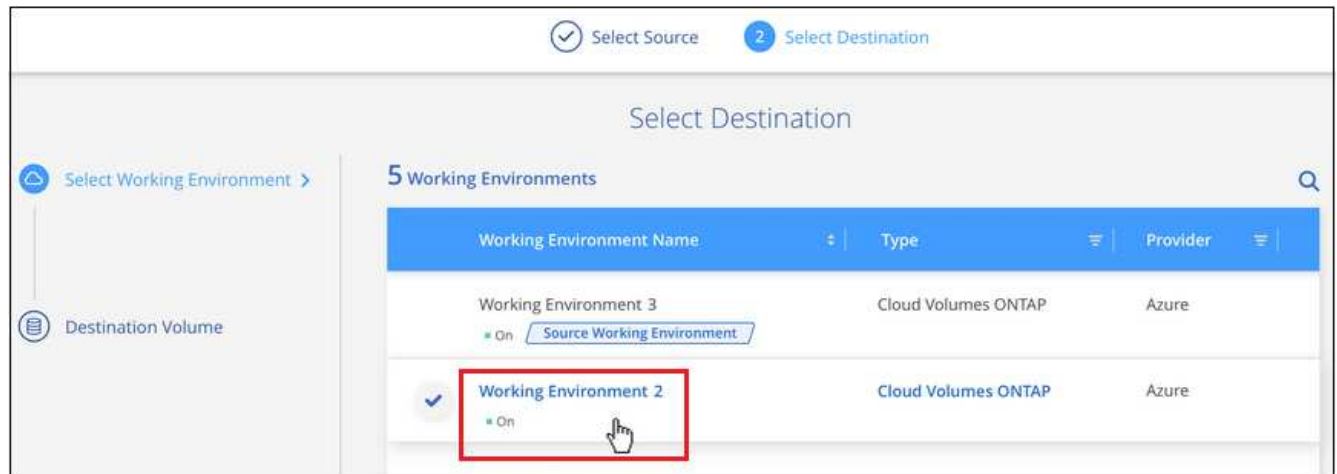 Select Source 2 Select Destination
Select Destination
Select Working Environment >
5 Working Environments
Working Environment Name Type Provider
Working Environment 3 Cloud Volumes ONTAP Azure
On Source Working Environment
Destination Volume
Working Environment 2 Cloud Volumes ONTAP Azure
On